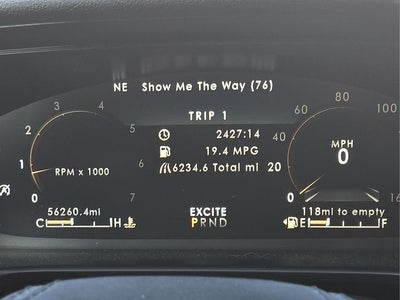 NE Show Me The Way (76)
TRIP 1
2427:14
19.4 MPG
6234.6 Total mi
0 1 2 3 4 5 6 7
RPM x 1000
0 20 40 60 80 100
MPH
0
56260.4mi
C H
EXCITE
PRND
118mi to empty
E F